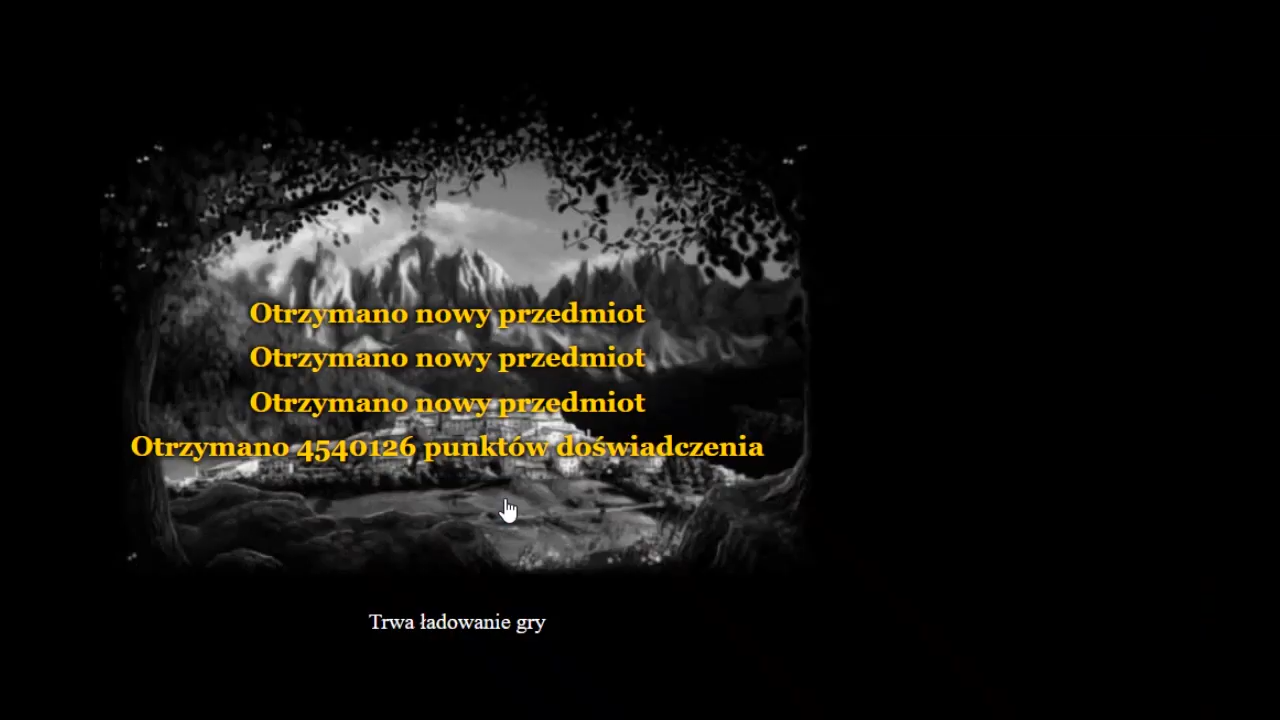 Otrzymano nowy przedmiot
Otrzymano nowy przedmiot
Otrzymano nowy przedmiot
Otrzymano 4540126 punktów doświadczenia
Trwa ładowanie gry